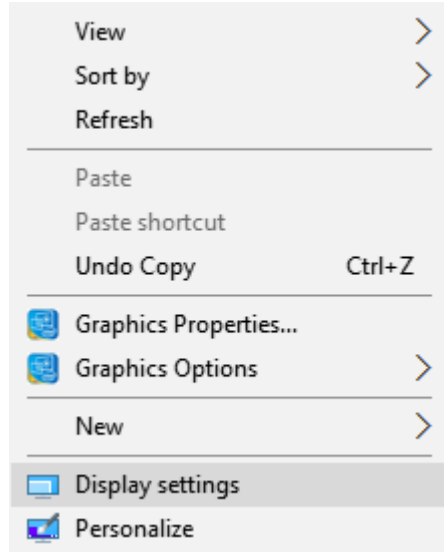 View
Sort by
Refresh
Paste
Paste shortcut
Undo Copy Ctrl+Z
Graphics Properties...
Graphics Options
New
Display settings
Personalize